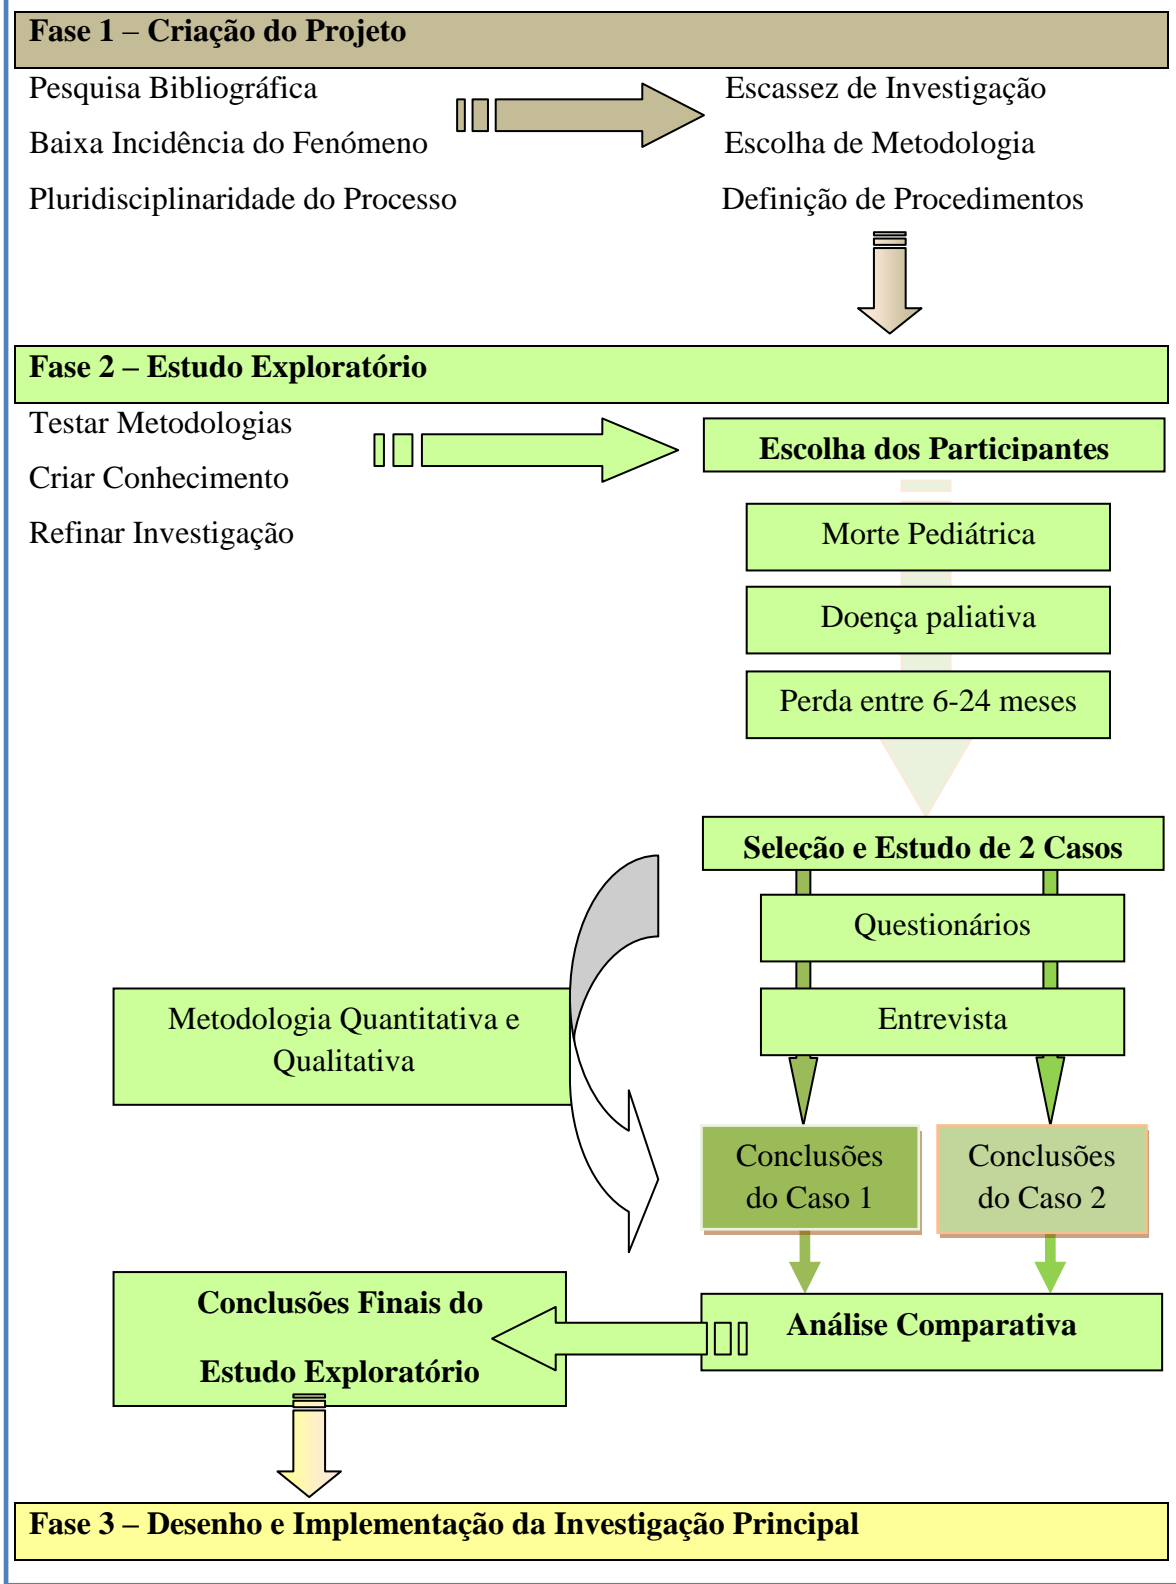 Fase 1 – Criação do Projeto
Pesquisa Bibliográfica
Baixa Incidência do Fenómeno
Pluridisciplinaridade do Processo
Escassez de Investigação
Escolha de Metodologia
Definição de Procedimentos
Fase 2 – Estudo Exploratório
Testar Metodologias
Criar Conhecimento
Refinar Investigação
Escolha dos Participantes
Morte Pediátrica
Doença paliativa
Perda entre 6-24 meses
Seleção e Estudo de 2 Casos
Questionários
Entrevista
Metodologia Quantitativa e
Qualitativa
Conclusões
do Caso 1
Conclusões
do Caso 2
Análise Comparativa
Conclusões Finais do
Estudo Exploratório
Fase 3 – Desenho e Implementação da Investigação Principal